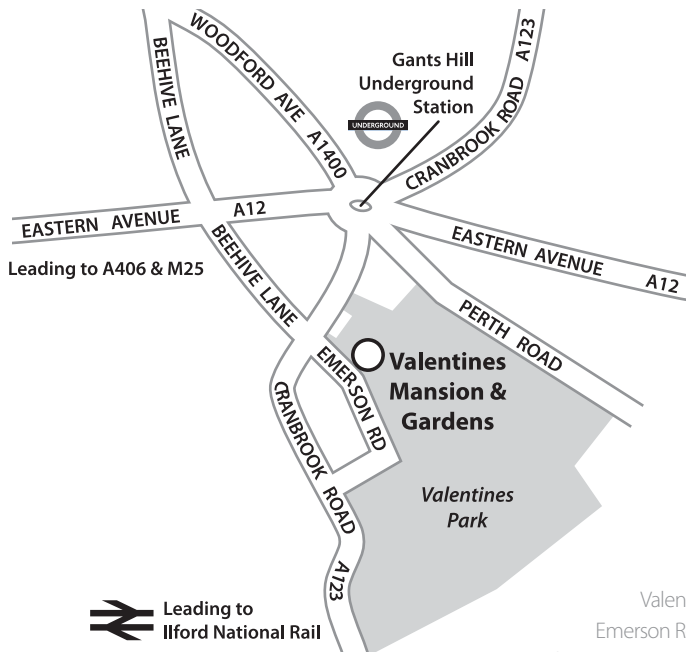 BEEHIVE LANE
WOODFORD AVE A1400
Gants Hill
Underground
Station
UNDERGROUND
CRANBROOK ROAD A123
EASTERN AVENUE A12
EASTERN AVENUE A12
Leading to A406 & M25
BEEHIVE LANE
PERTH ROAD
EMERSON RD
Valentines
Mansion &
Gardens
CRANBROOK ROAD A123
Valentines
Park
Leading to
Ilford National Rail
Emerson R